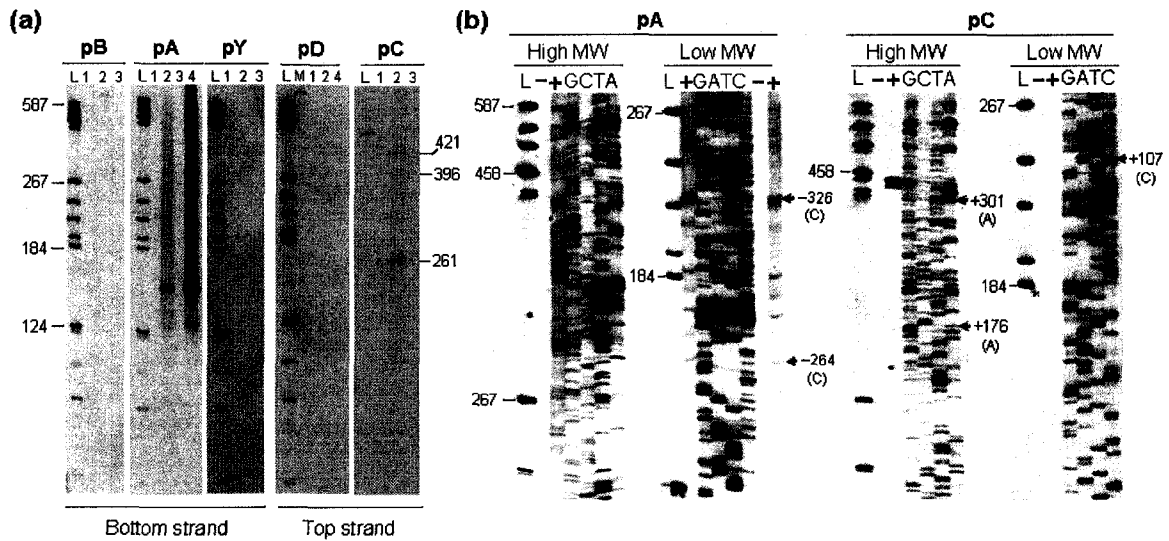 (a)
pB pA pY pD pC
L 1 2 3 L 1 2 3 4 L 1 2 3 L M 1 2 4 L 1 2 3
587
267
184
124
421
396
261
Bottom strand Top strand
(b)
pA pC
High MW Low MW High MW Low MW
L − + G C T A L + G A T C − + L − + G C T A L − + G A T C
587
458
267
267
184
−326
(C)
−264
(C)
458
+301
(A)
+176
(A)
267
184
+107
(C)